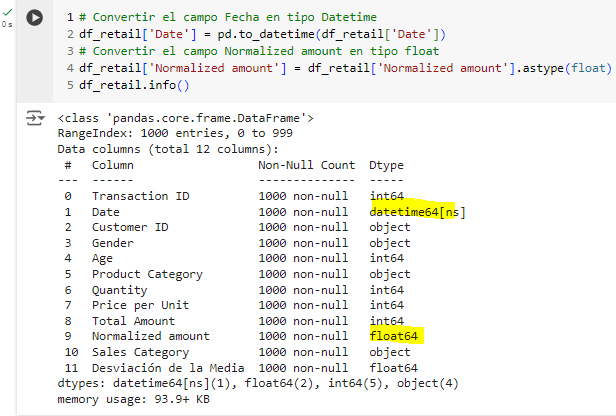 0 s
1 # Convertir el campo Fecha en tipo Datetime
2 df_retail['Date'] = pd.to_datetime(df_retail['Date'])
3 # Convertir el campo Normalized amount en tipo float
4 df_retail['Normalized amount'] = df_retail['Normalized amount'].astype(float)
5 df_retail.info()
<class 'pandas.core.frame.DataFrame'>
RangeIndex: 1000 entries, 0 to 999
Data columns (total 12 columns):
 #   Column                 Non-Null Count  Dtype
---  ------                 --------------  -----
 0   Transaction ID         1000 non-null   int64
 1   Date                   1000 non-null   datetime64[ns]
 2   Customer ID            1000 non-null   object
 3   Gender                 1000 non-null   object
 4   Age                    1000 non-null   int64
 5   Product Category       1000 non-null   object
 6   Quantity               1000 non-null   int64
 7   Price per Unit         1000 non-null   int64
 8   Total Amount           1000 non-null   int64
 9   Normalized amount      1000 non-null   float64
 10  Sales Category         1000 non-null   object
 11  Desviación de la Media 1000 non-null   float64
dtypes: datetime64[ns](1), float64(2), int64(5), object(4)
memory usage: 93.9+ KB